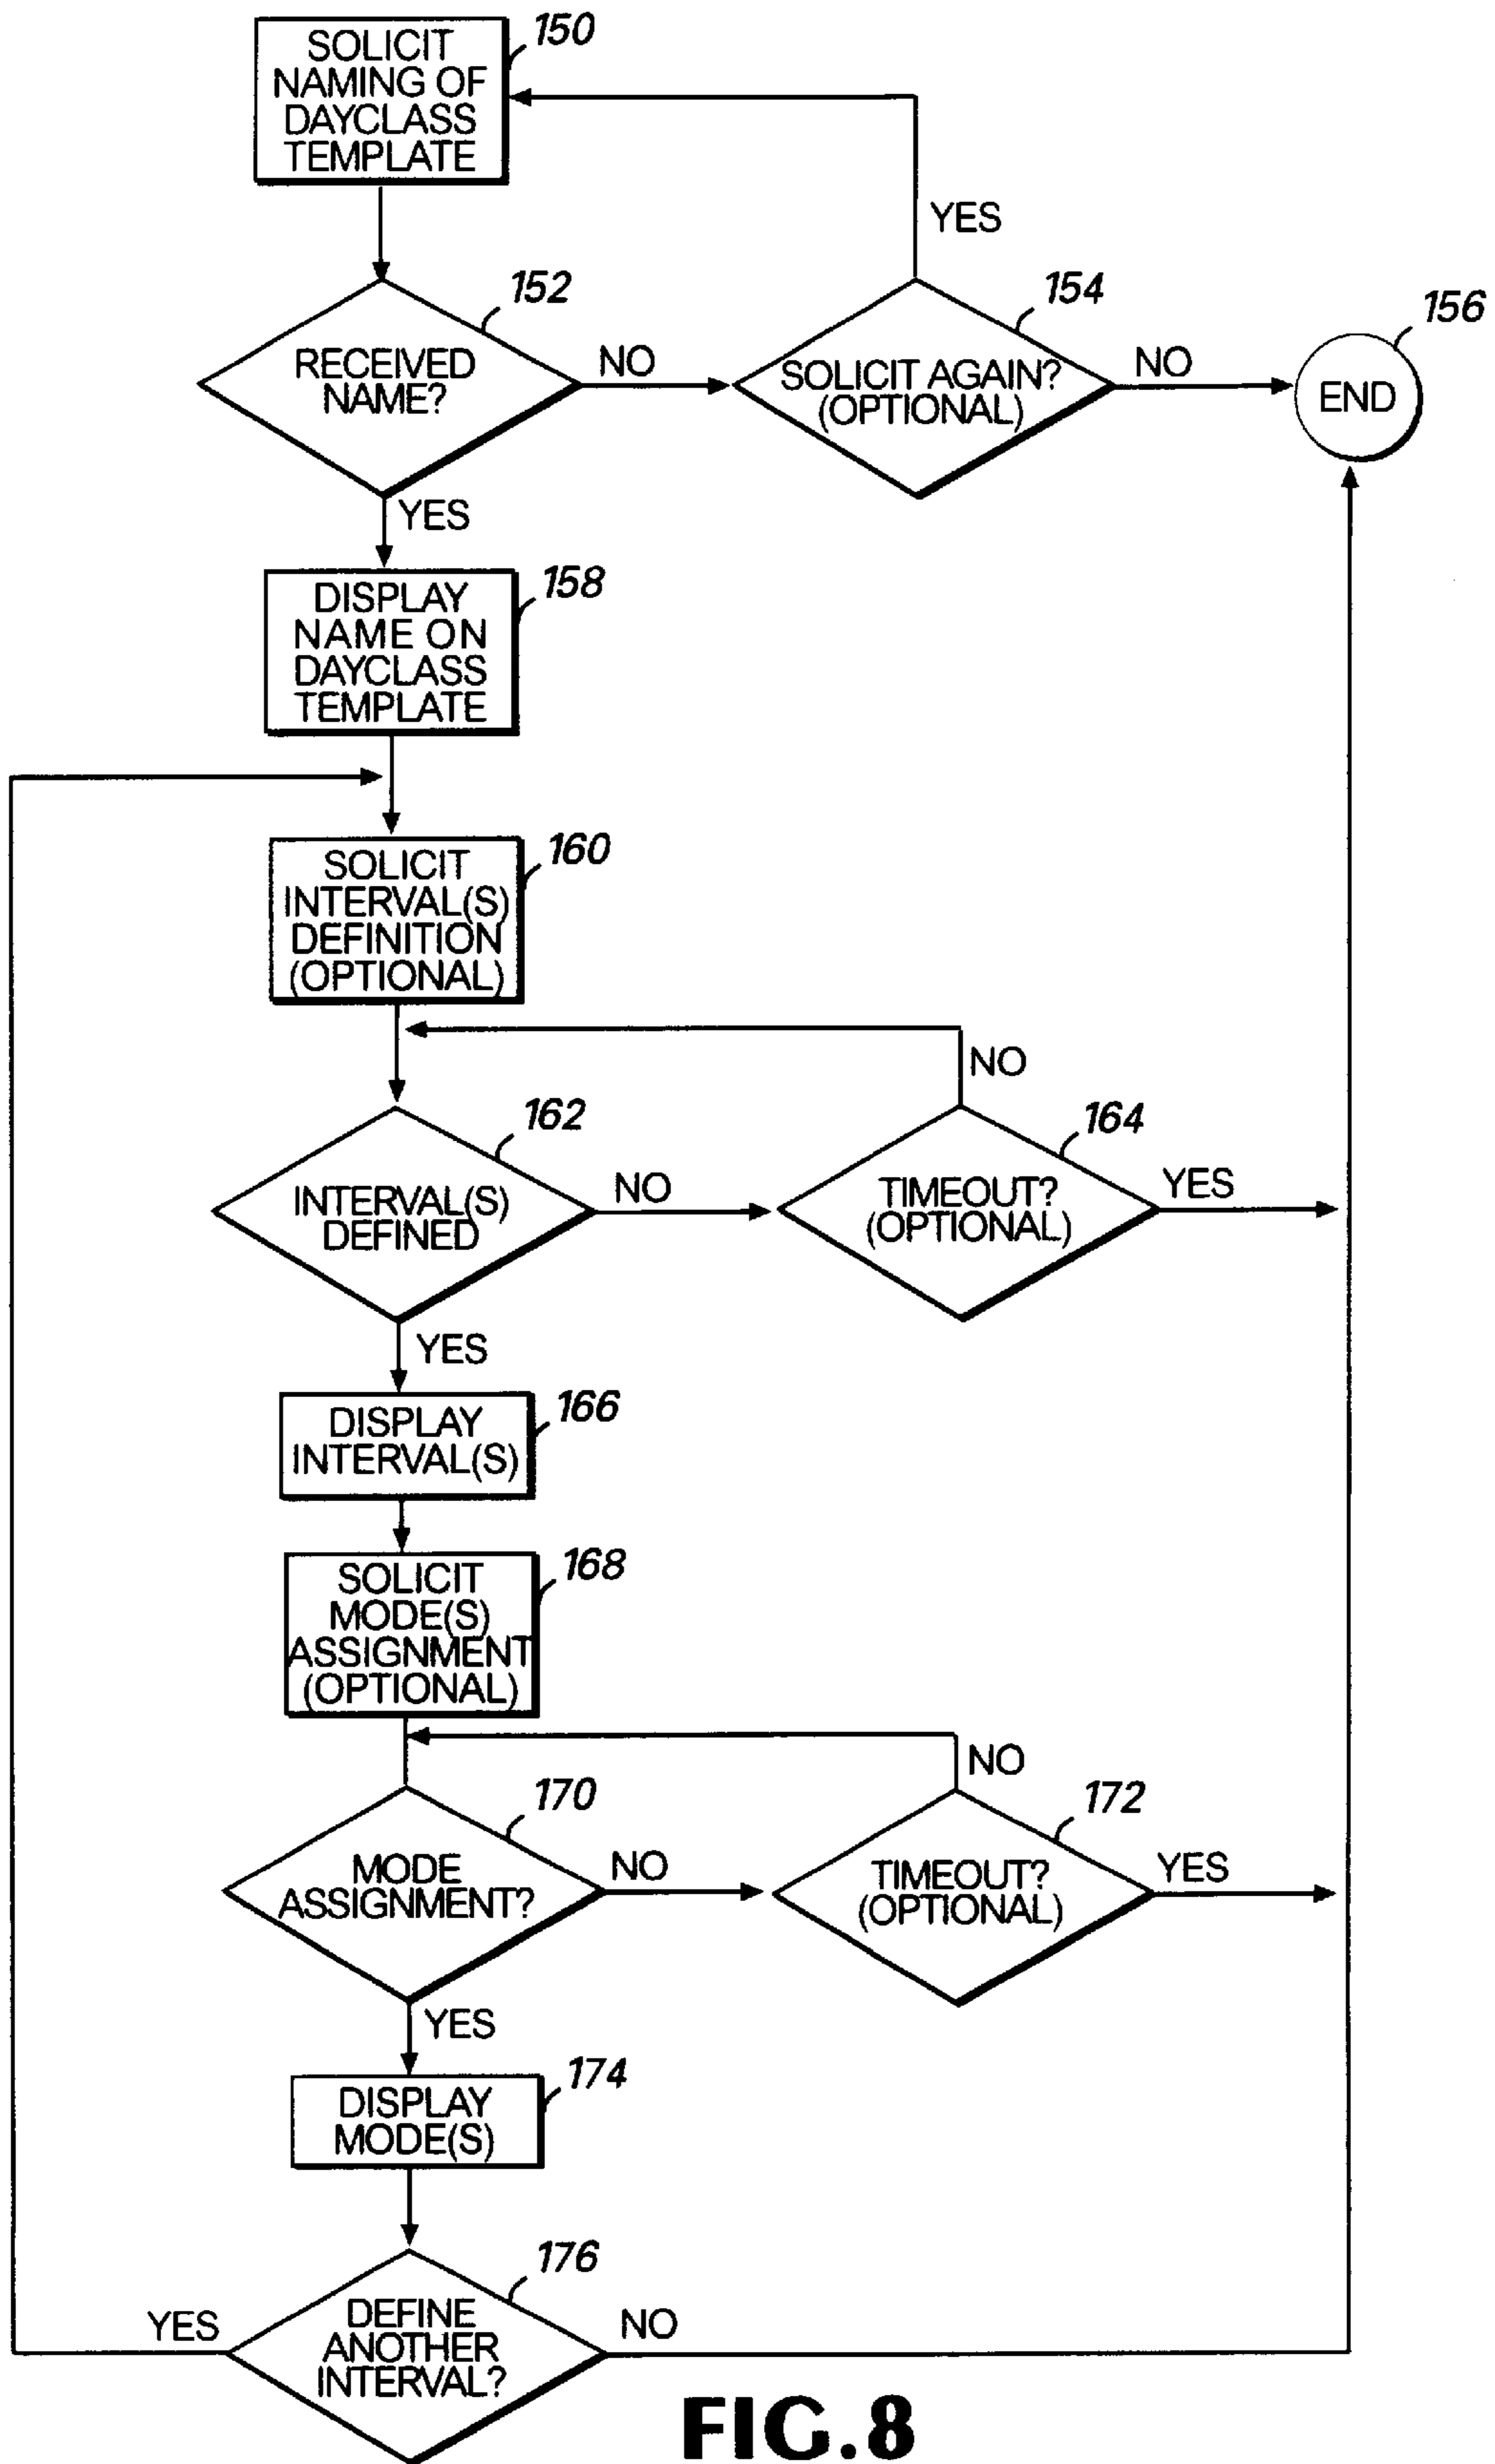 150
SOLICIT
NAMING OF
DAYCLASS
TEMPLATE
YES
152
154
156
RECEIVED
NAME?
NO
SOLICIT AGAIN?
(OPTIONAL)
NO
END
YES
158
DISPLAY
NAME ON
DAYCLASS
TEMPLATE
160
SOLICIT
INTERVAL(S)
DEFINITION
(OPTIONAL)
NO
162
164
INTERVAL(S)
DEFINED
NO
TIMEOUT?
(OPTIONAL)
YES
YES
166
DISPLAY
INTERVAL(S)
168
SOLICIT
MODE(S)
ASSIGNMENT
(OPTIONAL)
NO
170
172
MODE
ASSIGNMENT?
NO
TIMEOUT?
(OPTIONAL)
YES
YES
174
DISPLAY
MODE(S)
176
YES
DEFINE
ANOTHER
INTERVAL?
NO
FIG.8